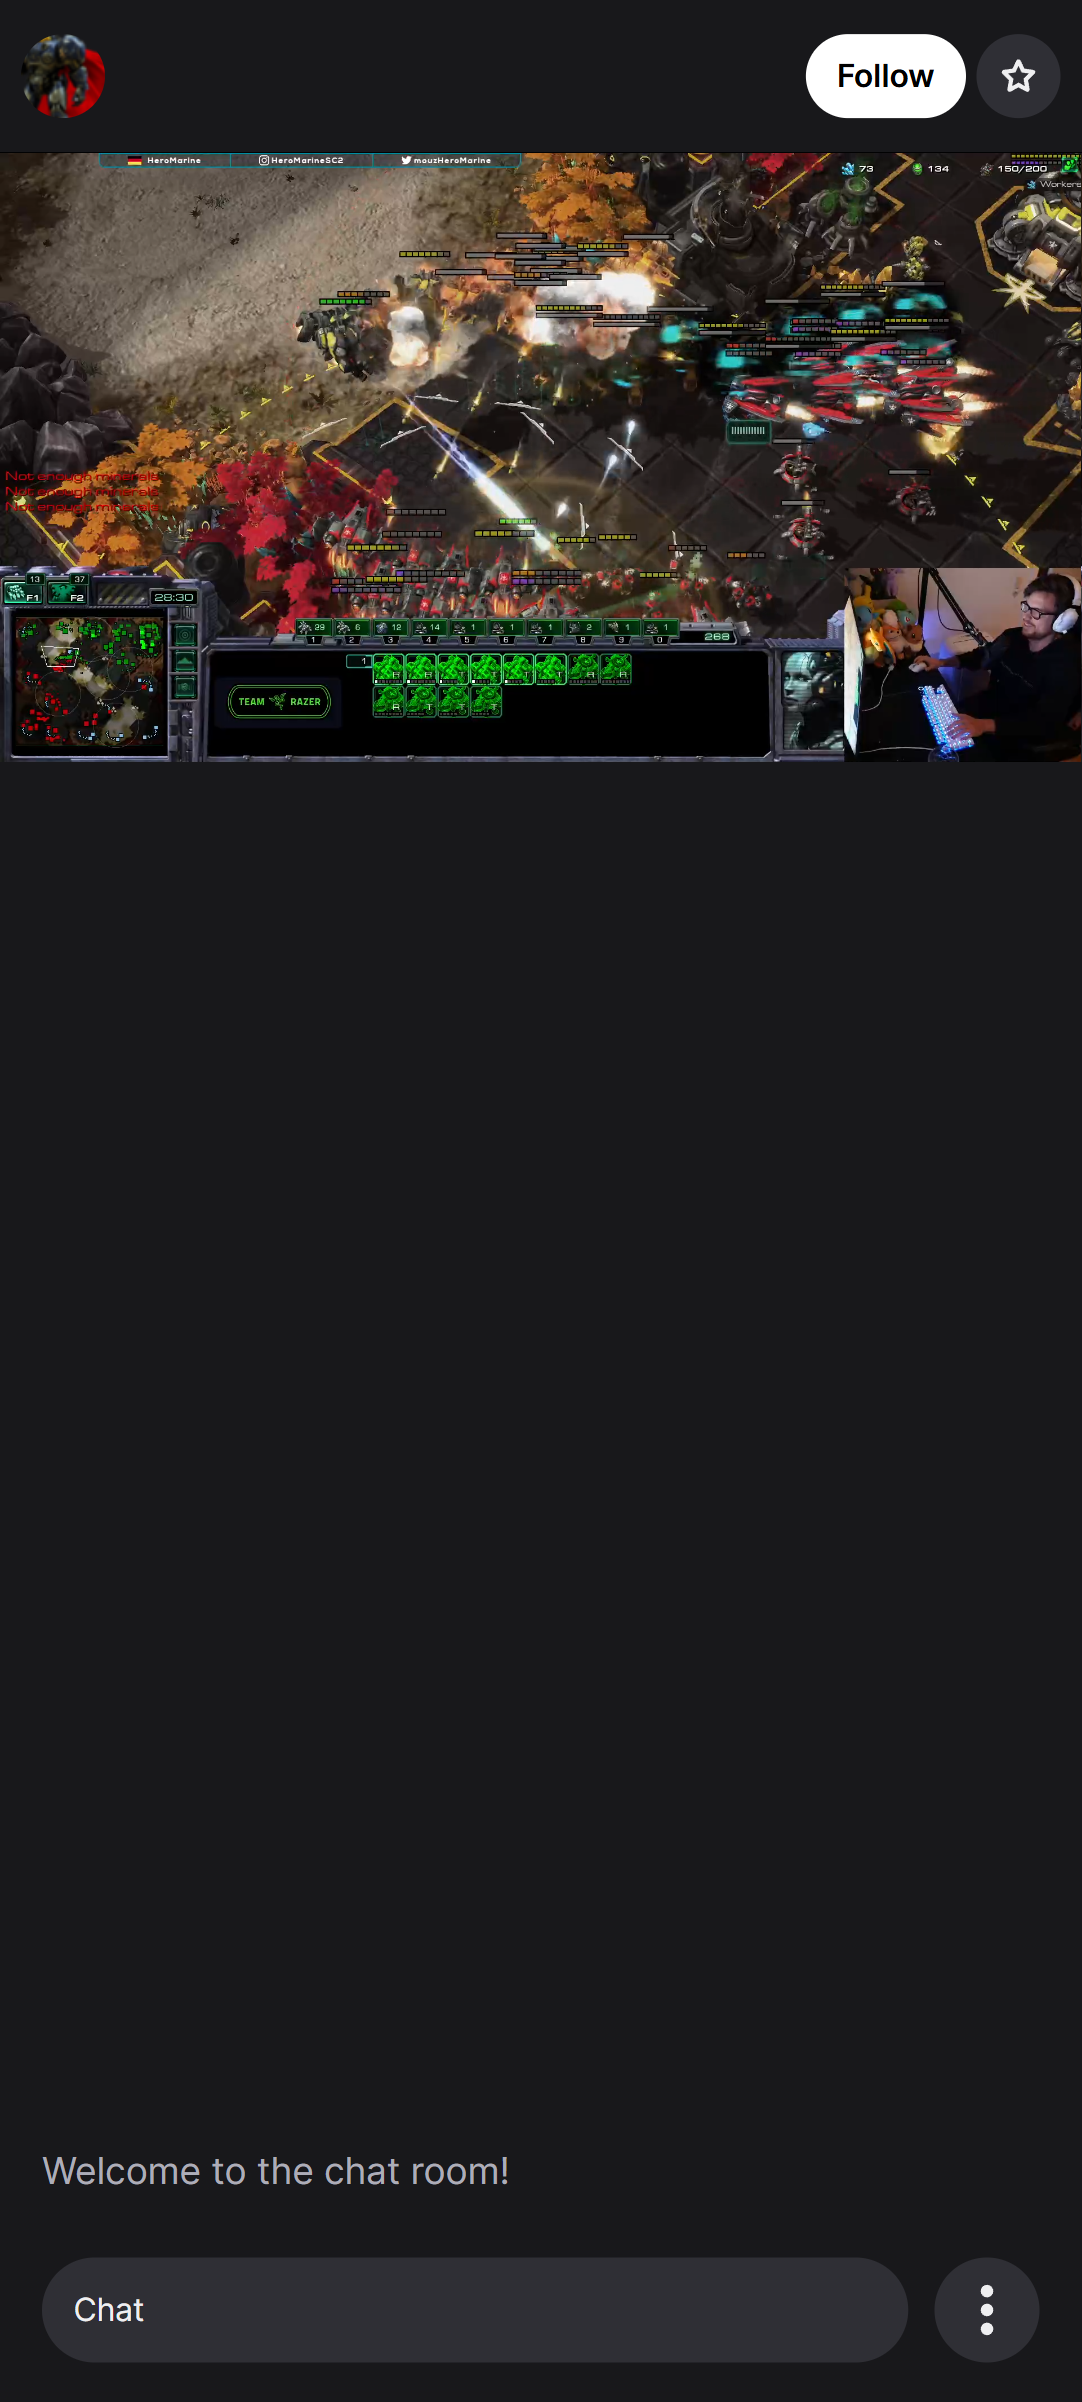 Follow
HeroMarine
HeroMarineSC2
mouzHeroMarine
73
134
150/200
Workers
Not enough minerals
Not enough minerals
Not enough minerals
13
37
F1
F2
28:30
29 6 12 14 1 1 1 2 1 1
1 2 3 4 5 6 7 8 9 0
268
1
TEAM RAZER
Welcome to the chat room!
Chat